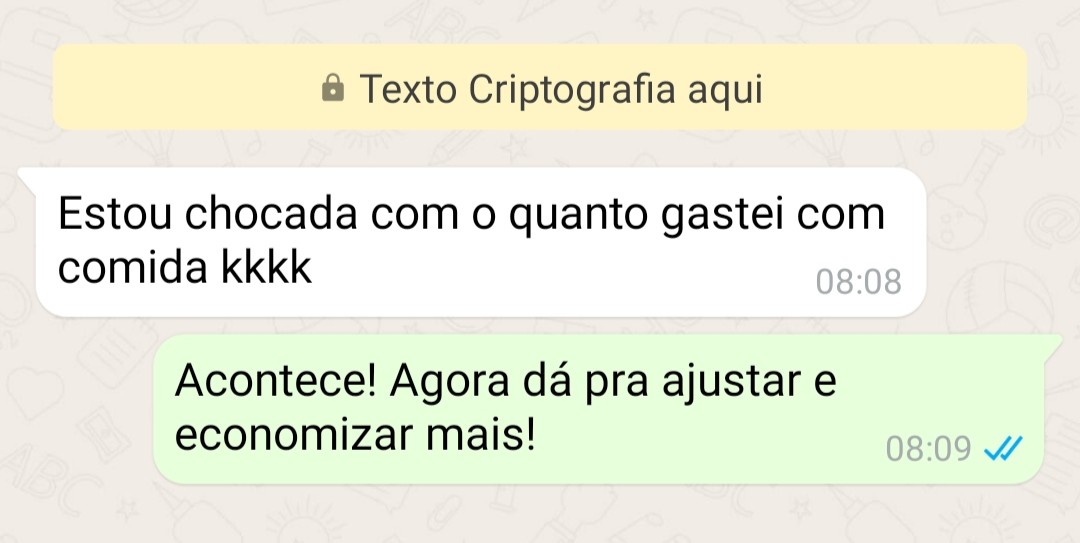 Texto Criptografia aqui
Estou chocada com o quanto gastei com
comida kkkk
08:08
Acontece! Agora dá pra ajustar e
economizar mais!
08:09